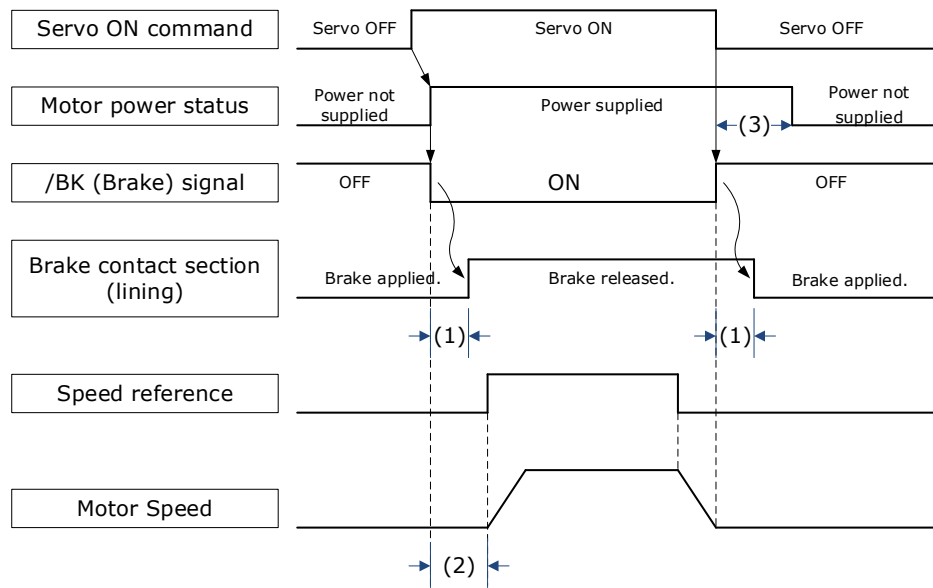 Servo ON command
Servo OFF
Servo ON
Servo OFF
Motor power status
Power not
supplied
Power supplied
Power not
supplied
(3)
/BK (Brake) signal
OFF
ON
OFF
Brake contact section
(lining)
Brake applied.
Brake released.
Brake applied.
(1)
(1)
Speed reference
Motor Speed
(2)